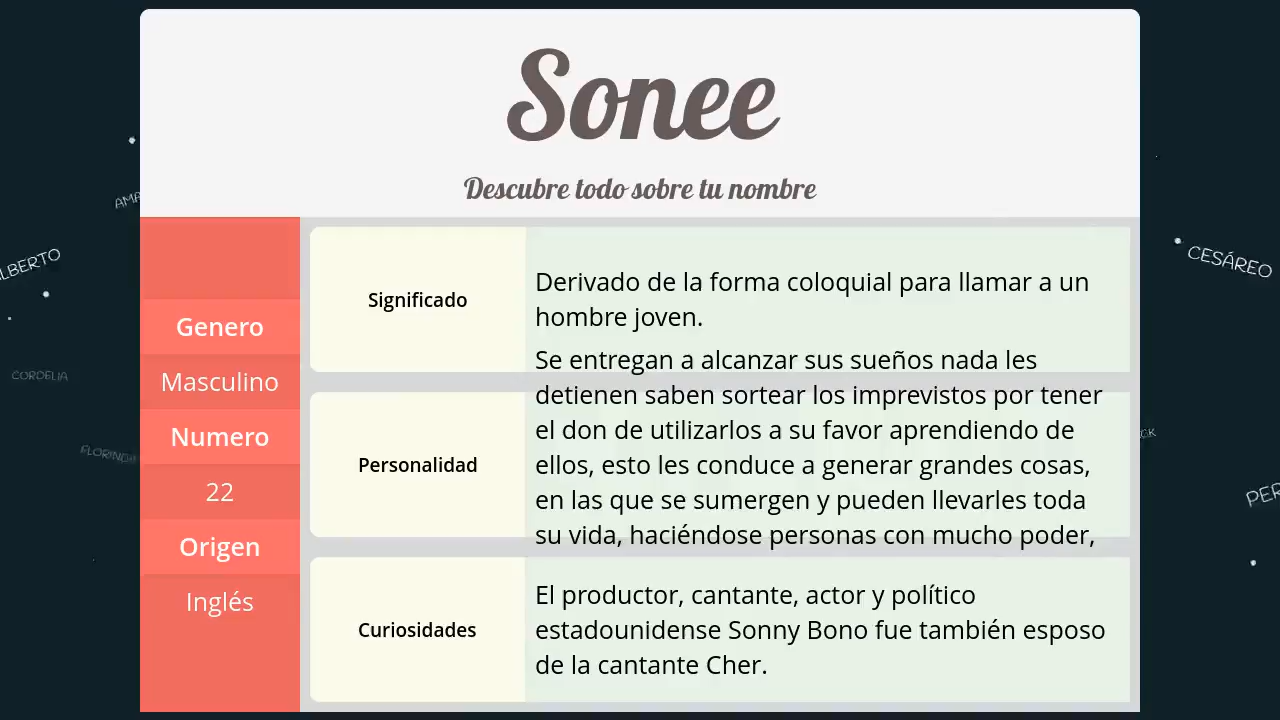 Sonee
Descubre todo sobre tu nombre
Genero
Masculino
Numero
22
Origen
Inglés
Significado
Derivado de la forma coloquial para llamar a un
hombre joven.
Personalidad
Se entregan a alcanzar sus sueños nada les
detienen saben sortear los imprevistos por tener
el don de utilizarlos a su favor aprendiendo de
ellos, esto les conduce a generar grandes cosas,
en las que se sumergen y pueden llevarles toda
su vida, haciéndose personas con mucho poder,
Curiosidades
El productor, cantante, actor y político
estadounidense Sonny Bono fue también esposo
de la cantante Cher.
LBERTO
CORDELIA
CESÁREO